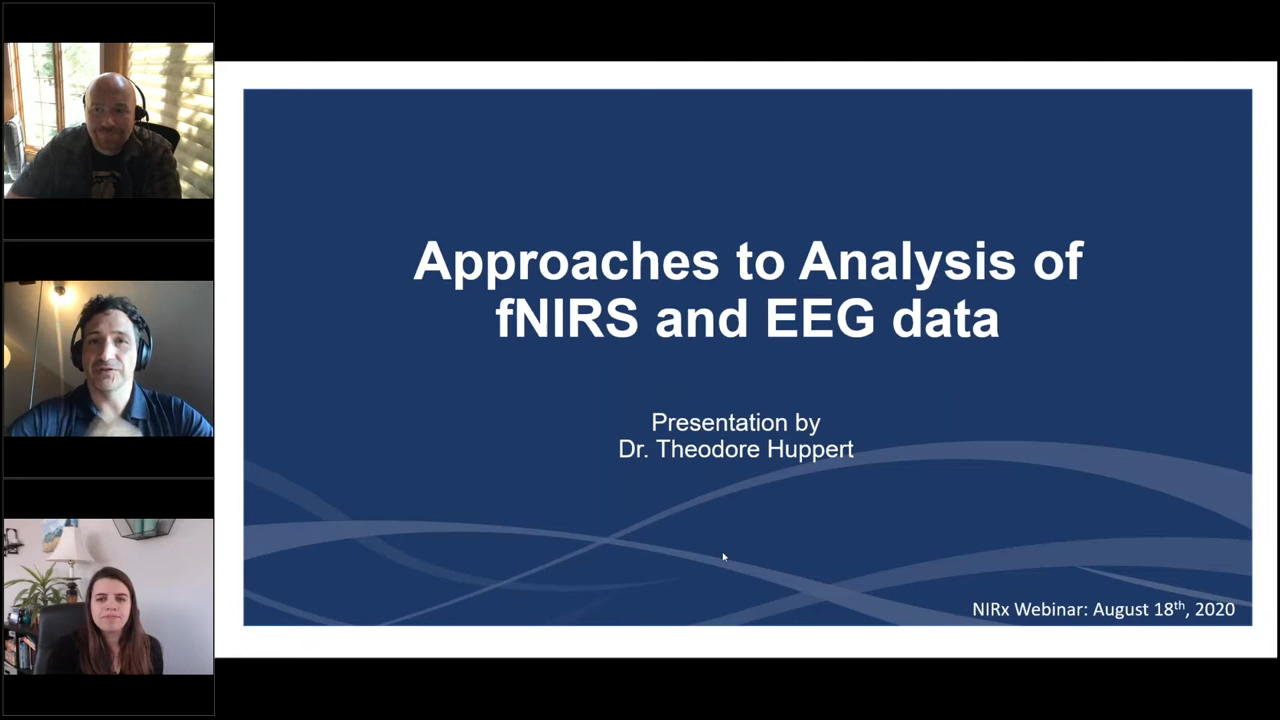 Approaches to Analysis of
fNIRS and EEG data
Presentation by
Dr. Theodore Huppert
NIRx Webinar: August 18th, 2020